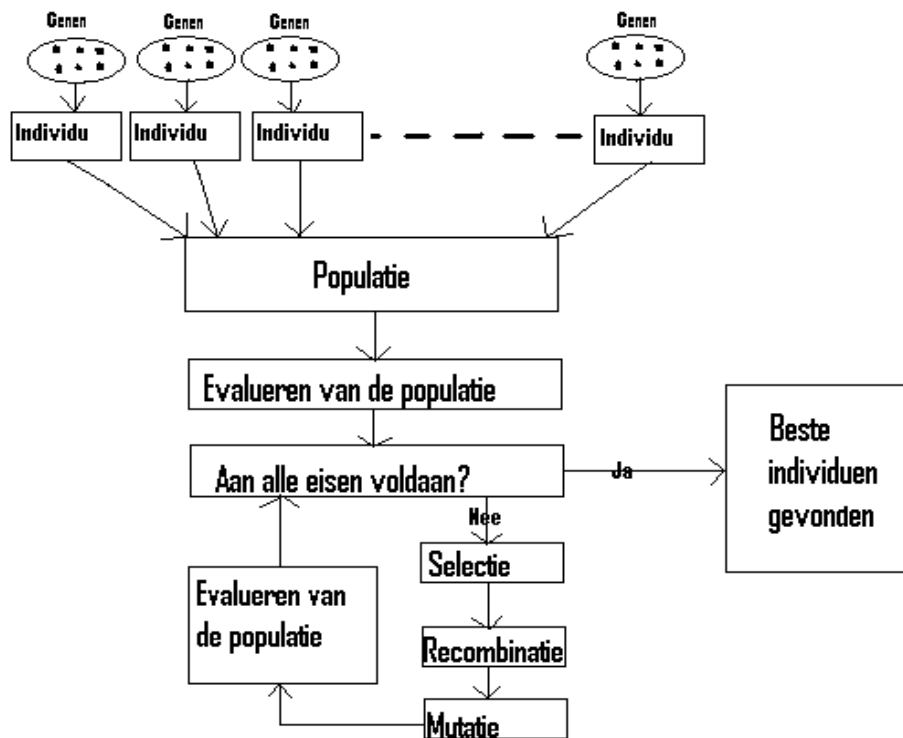 Genen
Genen
Genen
Genen
Individu
Individu
Individu
Individu
Populatie
Evalueren van de populatie
Aan alle eisen voldaan?
Ja
Beste
individuen
gevonden
Nee
Selectie
Evalueren van
de populatie
Recombinatie
Mutatie